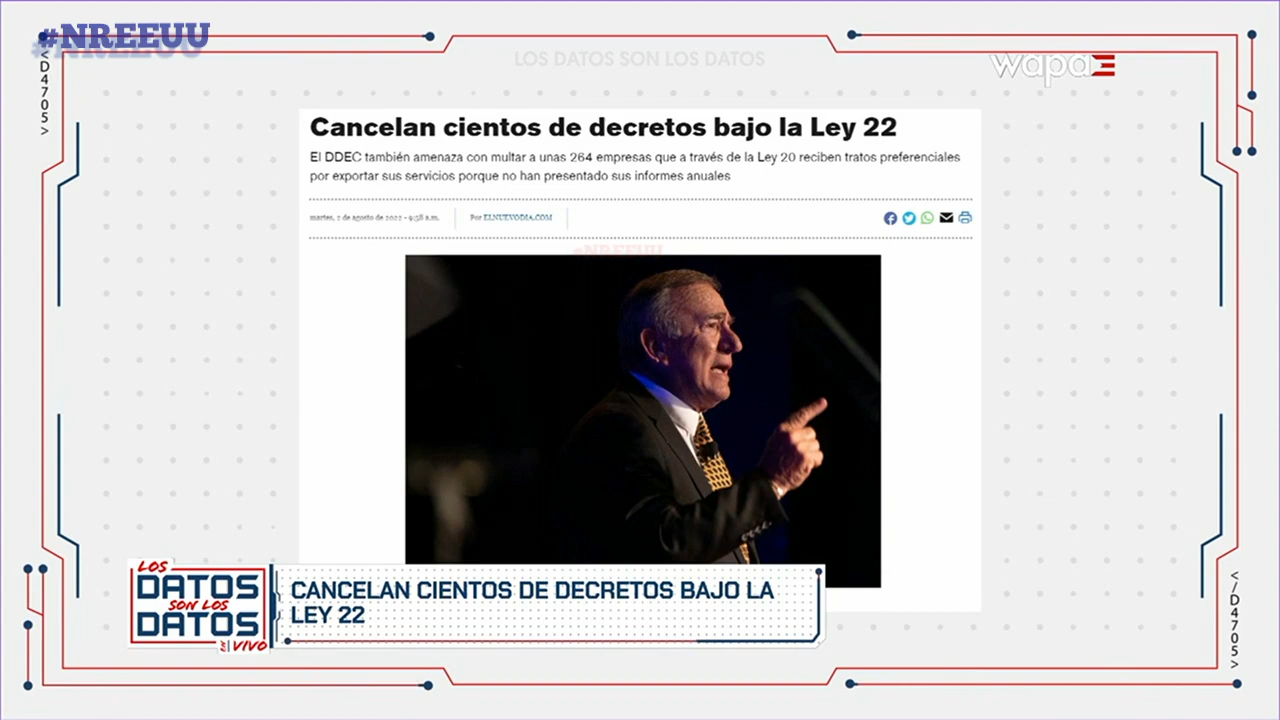 #NREEUU
LOS DATOS SON LOS DATOS
wapa
<D4705>
Cancelan cientos de decretos bajo la Ley 22
El DDEC también amenaza con multar a unas 264 empresas que a través de la Ley 20 reciben tratos preferenciales
por exportar sus servicios porque no han presentado sus informes anuales
martes, 2 de agosto de 2022 - 9:58 a.m.
Por ELNUEVODIA.COM
#NREEUU
LOS
DATOS
SON LOS
DATOS
EN VIVO
CANCELAN CIENTOS DE DECRETOS BAJO LA
LEY 22
</D4705>